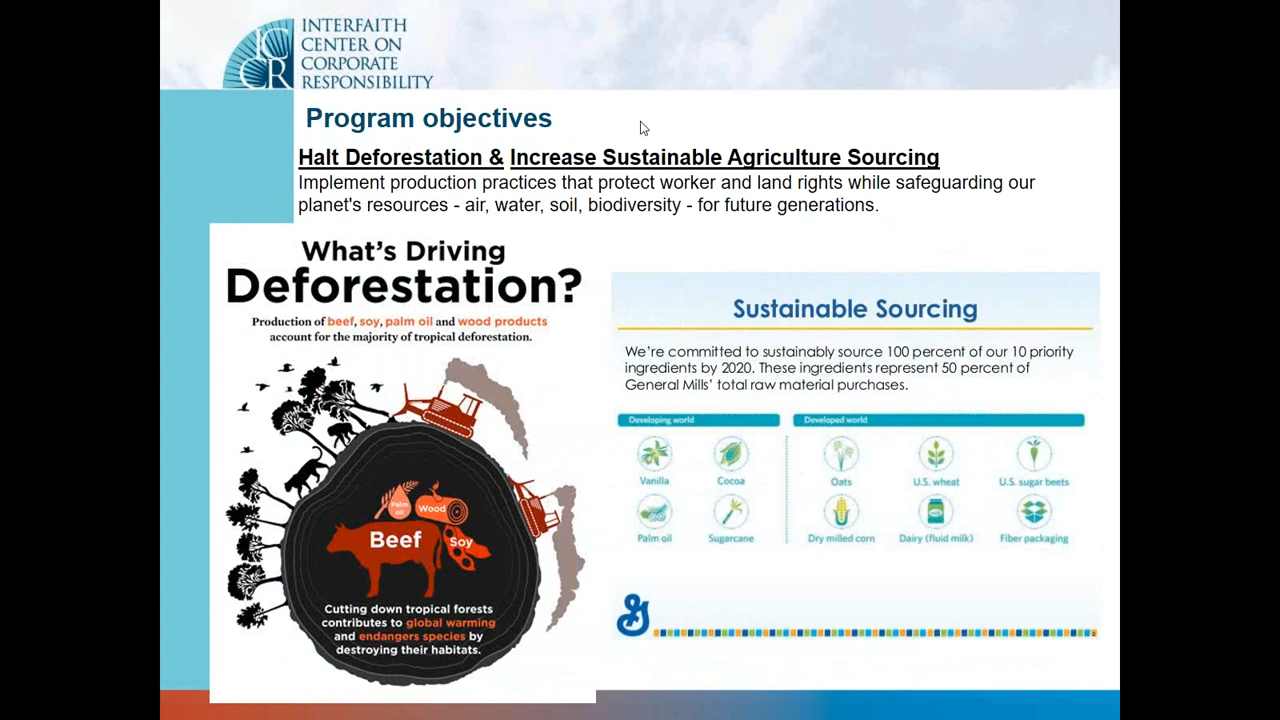 ICCR
INTERFAITH
CENTER ON
CORPORATE
RESPONSIBILITY
Program objectives
Halt Deforestation & Increase Sustainable Agriculture Sourcing
Implement production practices that protect worker and land rights while safeguarding our
planet's resources - air, water, soil, biodiversity - for future generations.
What's Driving
Deforestation?
Production of beef, soy, palm oil and wood products
account for the majority of tropical deforestation.
Palm
oil
Wood
Beef
Soy
Cutting down tropical forests
contributes to global warming
and endangers species by
destroying their habitats.
Sustainable Sourcing
We're committed to sustainably source 100 percent of our 10 priority
ingredients by 2020. These ingredients represent 50 percent of
General Mills' total raw material purchases.
Developing world
Developed world
Vanilla
Cocoa
Oats
U.S. wheat
U.S. sugar beets
Palm oil
Sugarcane
Dry milled corn
Dairy (fluid milk)
Fiber packaging
G